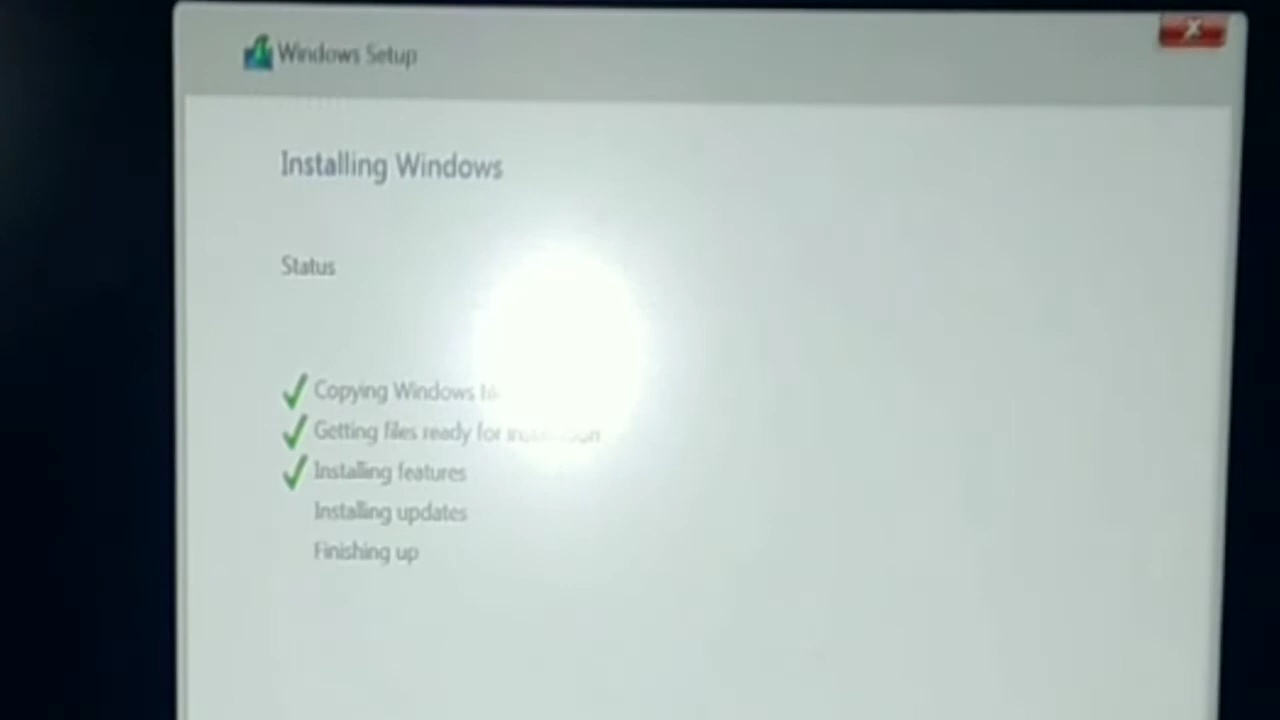 Windows Setup
Installing Windows
Status
Copying Windows
Getting files ready for
Installing features
Installing updates
Finishing up